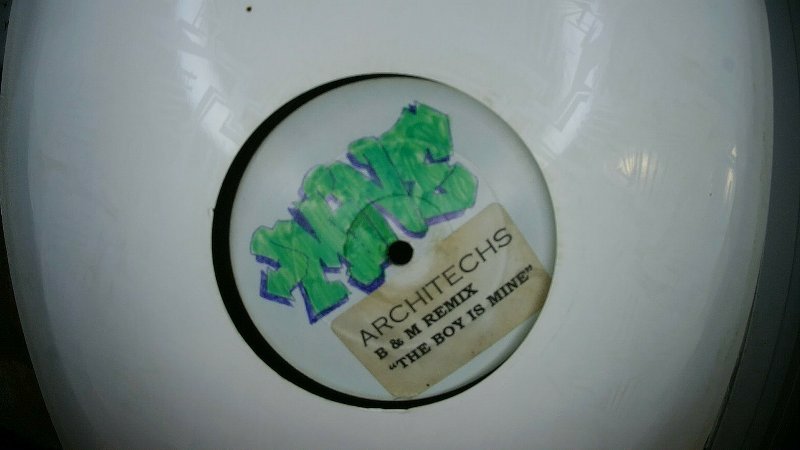 ARCHITECHS
B & M REMIX
“THE BOY IS MINE”